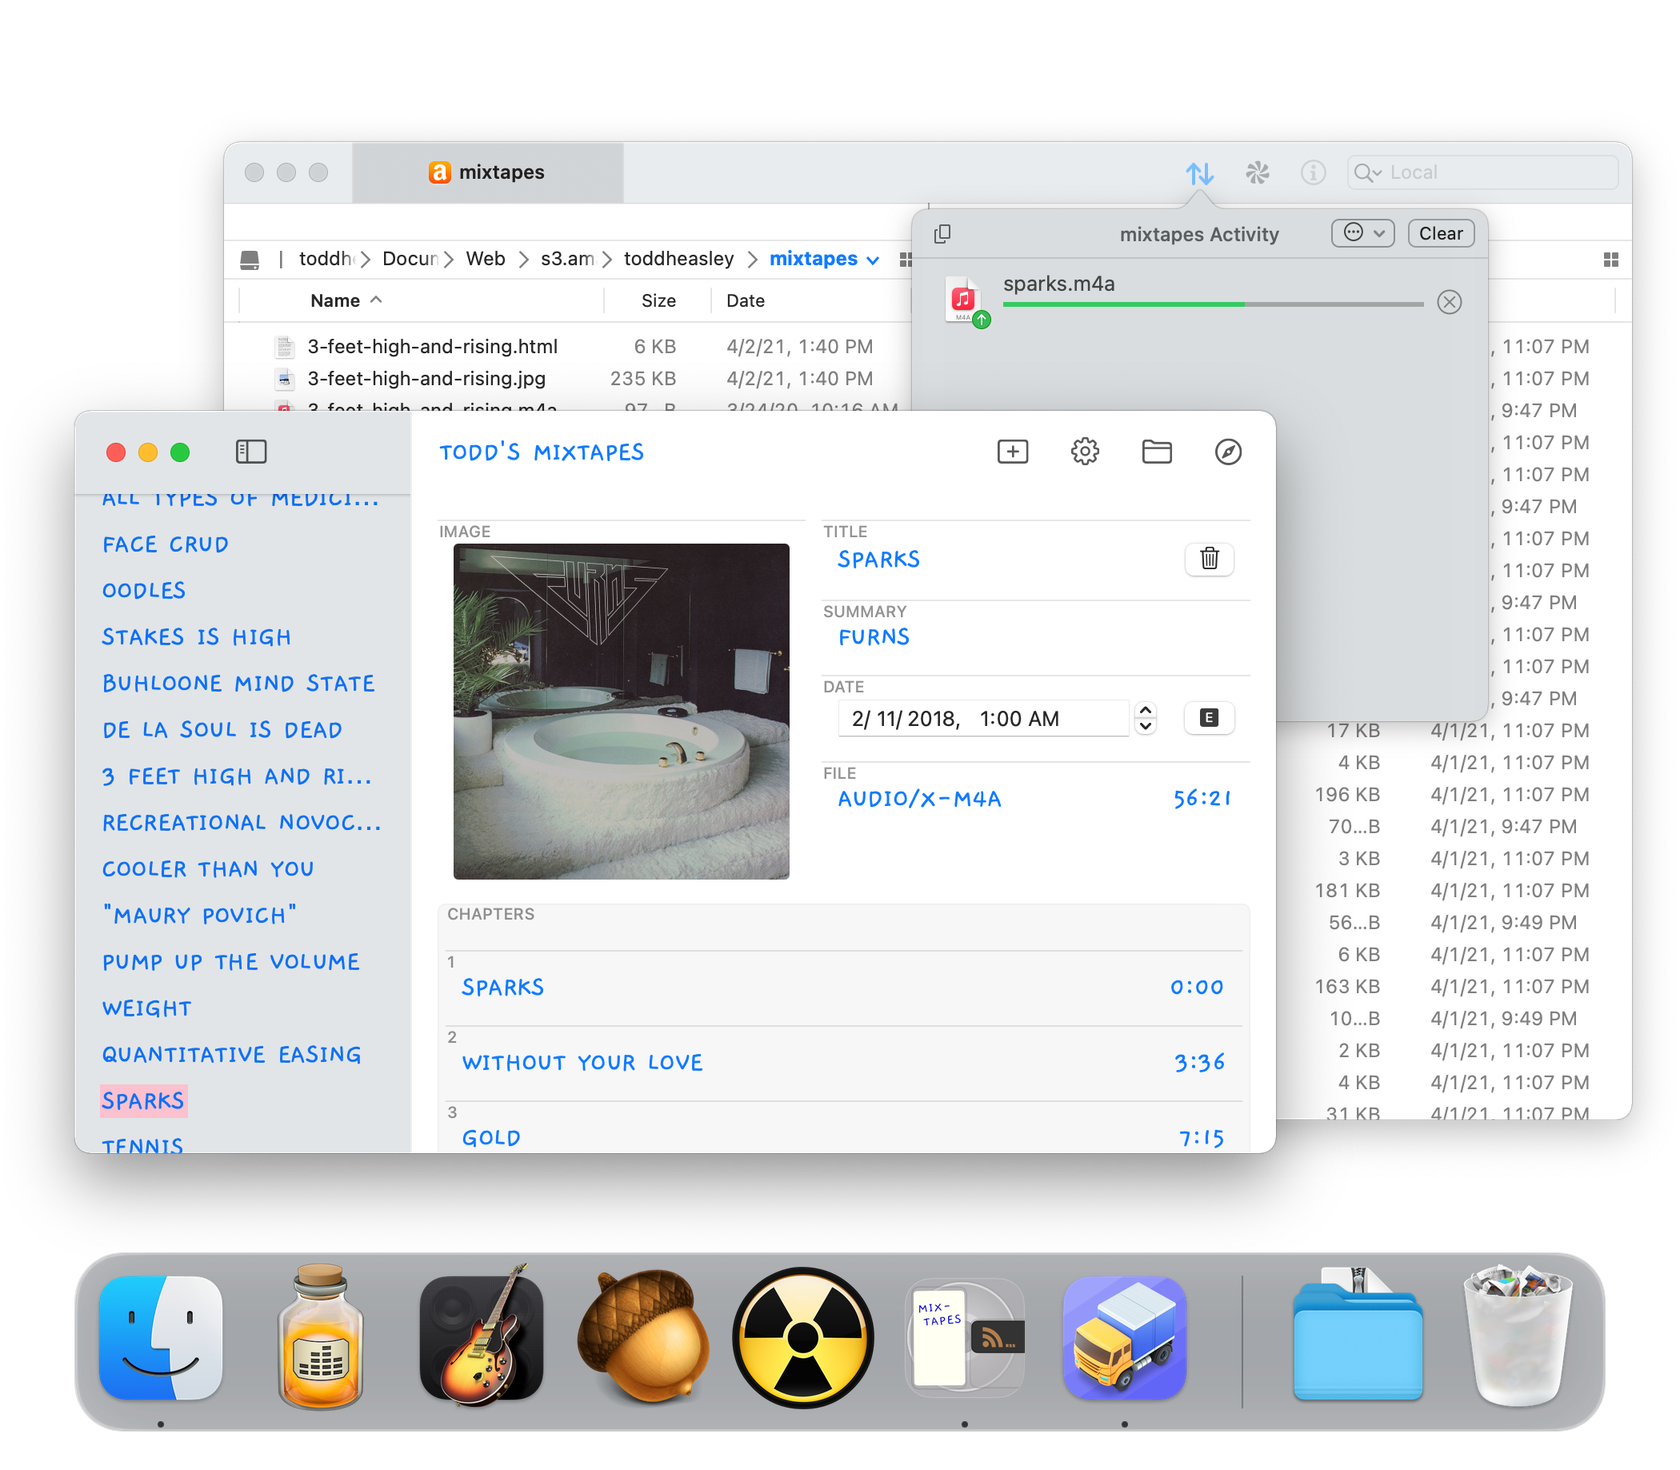 mixtapes
Local
mixtapes Activity
Clear
sparks.m4a
M4A
toddh
Docur
Web
s3.am
toddheasley
mixtapes
Name
Size
Date
3-feet-high-and-rising.html 6 KB 4/2/21, 1:40 PM
3-feet-high-and-rising.jpg 235 KB 4/2/21, 1:40 PM
3-feet-high-and-rising.m4a 97...B 3/24/20, 10:16 AM
, 11:07 PM
, 11:07 PM
, 9:47 PM
, 11:07 PM
, 11:07 PM
, 9:47 PM
, 11:07 PM
, 11:07 PM
, 9:47 PM
, 11:07 PM
, 11:07 PM
, 9:47 PM
17 KB 4/1/21, 11:07 PM
4 KB 4/1/21, 11:07 PM
196 KB 4/1/21, 11:07 PM
70...B 4/1/21, 9:47 PM
3 KB 4/1/21, 11:07 PM
181 KB 4/1/21, 11:07 PM
56...B 4/1/21, 9:49 PM
6 KB 4/1/21, 11:07 PM
163 KB 4/1/21, 11:07 PM
10...B 4/1/21, 9:49 PM
2 KB 4/1/21, 11:07 PM
4 KB 4/1/21, 11:07 PM
31 KB 4/1/21, 11:07 PM
ALL TYPES OF MEDICI...
FACE CRUD
OODLES
STAKES IS HIGH
BUHLOONE MIND STATE
DE LA SOUL IS DEAD
3 FEET HIGH AND RI...
RECREATIONAL NOVOC...
COOLER THAN YOU
"MAURY POVICH"
PUMP UP THE VOLUME
WEIGHT
QUANTITATIVE EASING
SPARKS
TENNIS
TODD'S MIXTAPES
IMAGE
FURNS
TITLE
SPARKS
SUMMARY
FURNS
DATE
2/ 11/ 2018, 1:00 AM
E
FILE
AUDIO/X-M4A 56:21
CHAPTERS
1
SPARKS 0:00
2
WITHOUT YOUR LOVE 3:36
3
GOLD 7:15
MIX-
TAPES